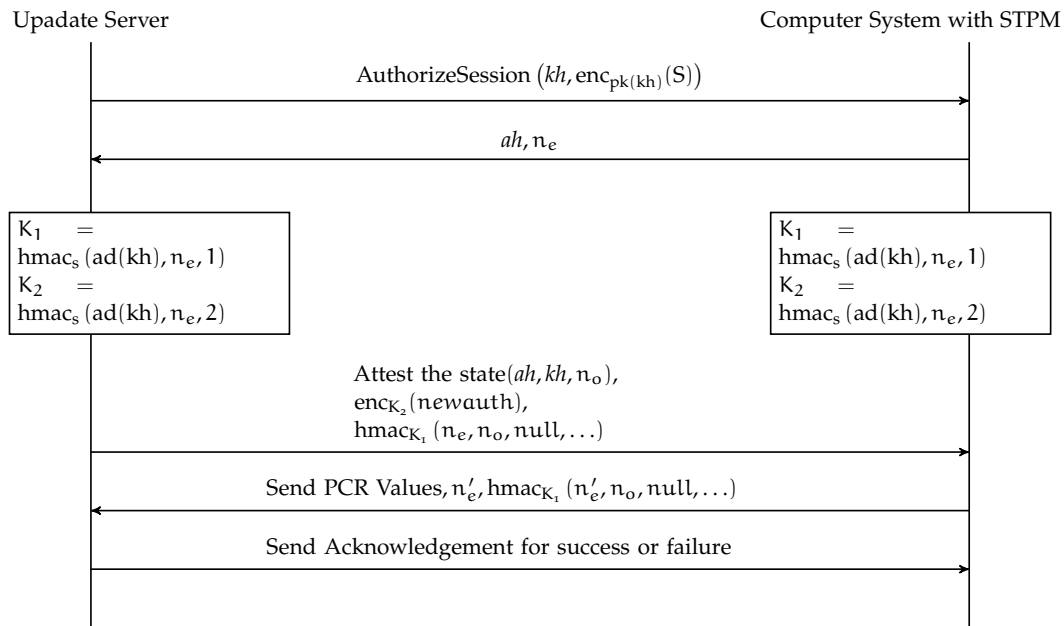 Upadate Server
Computer System with STPM
AuthorizeSession (kh, enc_pk(kh)(S))
ah, n_e
K_1 =
hmac_s (ad(kh), n_e, 1)
K_2 =
hmac_s (ad(kh), n_e, 2)
K_1 =
hmac_s (ad(kh), n_e, 1)
K_2 =
hmac_s (ad(kh), n_e, 2)
Attest the state(ah, kh, n_o),
enc_K_2(newauth),
hmac_K_1 (n_e, n_o, null, ...)
Send PCR Values, n'_e, hmac_K_1 (n'_e, n_o, null, ...)
Send Acknowledgement for success or failure